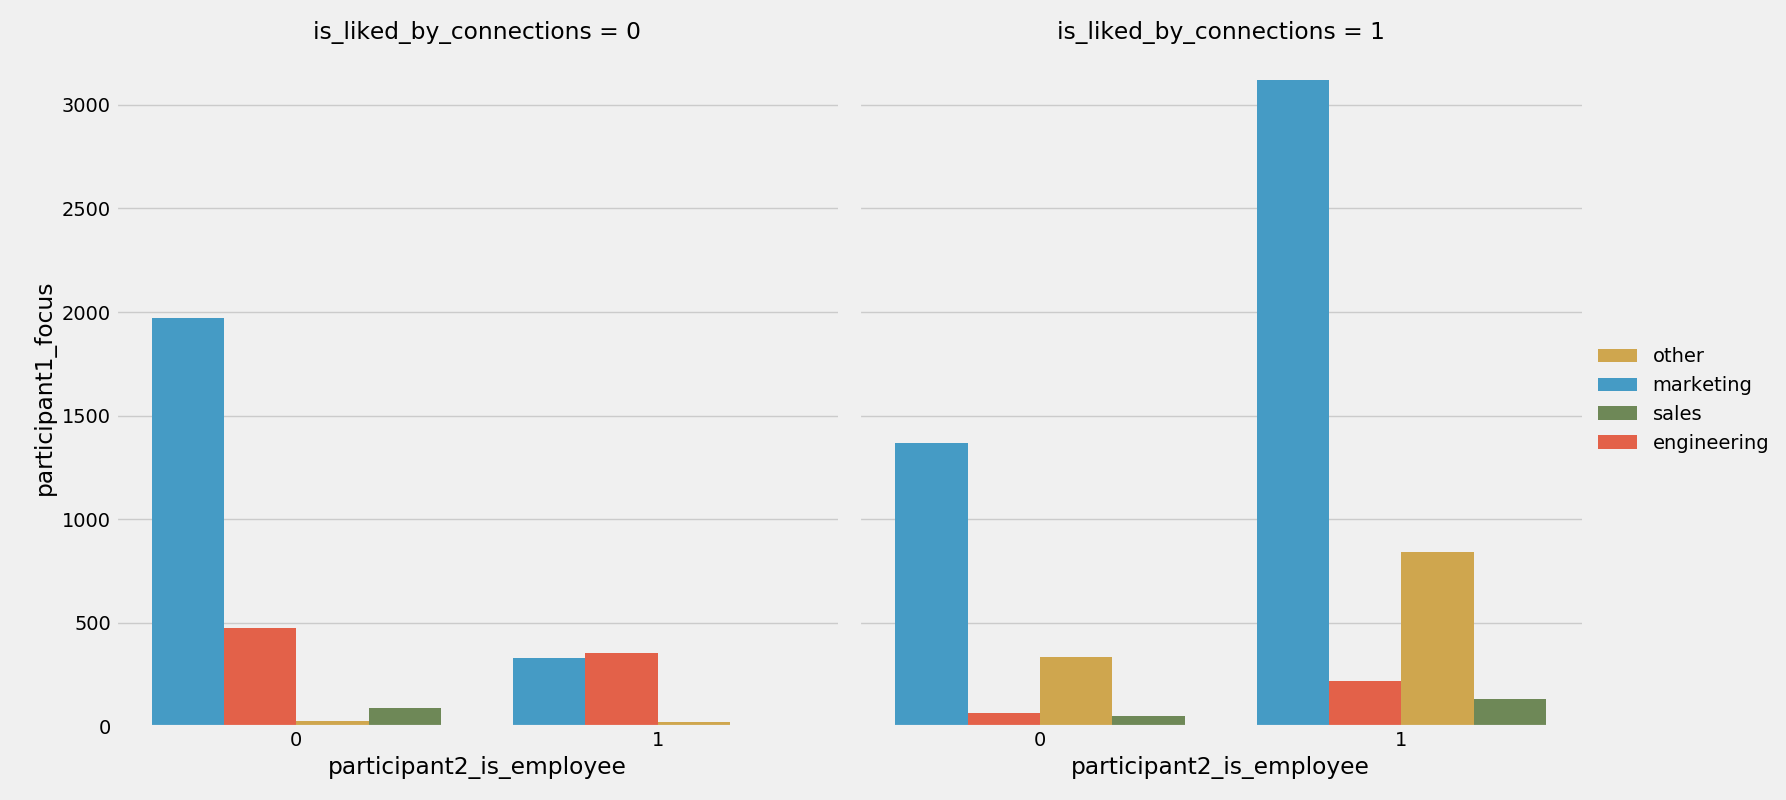 is_liked_by_connections = 0
is_liked_by_connections = 1
participant1_focus
3000
2500
2000
1500
1000
500
0
0
1
0
1
participant2_is_employee
participant2_is_employee
other
marketing
sales
engineering